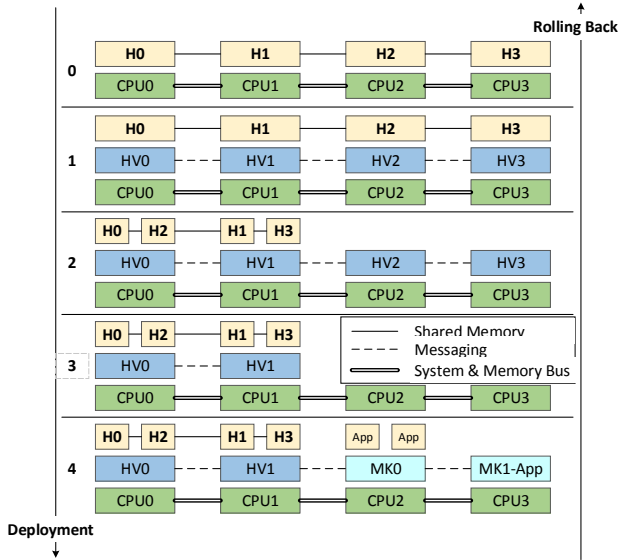 Rolling Back
0
H0 H1 H2 H3
CPU0 CPU1 CPU2 CPU3
1
H0 H1 H2 H3
HV0 HV1 HV2 HV3
CPU0 CPU1 CPU2 CPU3
2
H0 H2 H1 H3
HV0 HV1 HV2 HV3
CPU0 CPU1 CPU2 CPU3
Shared Memory
Messaging
System & Memory Bus
3
H0 H2 H1 H3
HV0 HV1
CPU0 CPU1 CPU2 CPU3
4
H0 H2 H1 H3 App App
HV0 HV1 MK0 MK1-App
CPU0 CPU1 CPU2 CPU3
Deployment